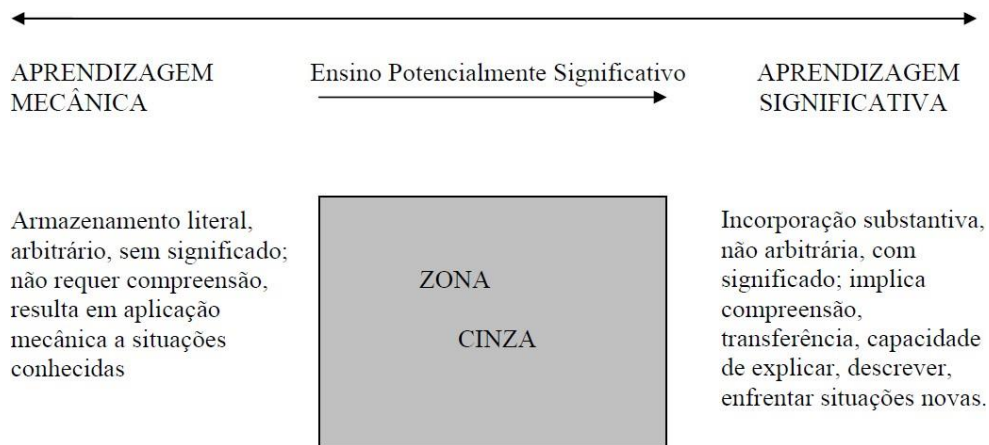 APRENDIZAGEM
MECÂNICA
Ensino Potencialmente Significativo
APRENDIZAGEM
SIGNIFICATIVA
Armazenamento literal,
arbitrário, sem significado;
não requer compreensão,
resulta em aplicação
mecânica a situações
conhecidas
ZONA
CINZA
Incorporação substantiva,
não arbitrária, com
significado; implica
compreensão,
transferência, capacidade
de explicar, descrever,
enfrentar situações novas.